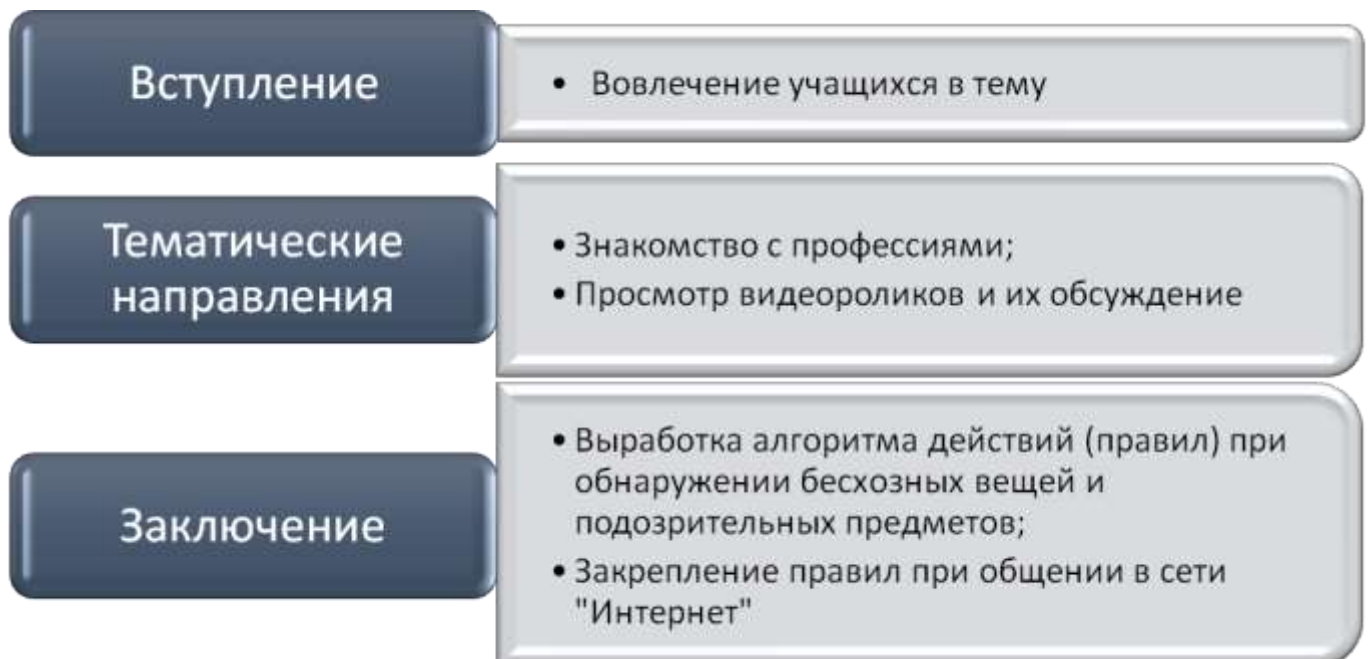 Вступление
• Вовлечение учащихся в тему
Тематические
направления
• Знакомство с профессиями;
• Просмотр видеороликов и их обсуждение
Заключение
• Выработка алгоритма действий (правил) при
обнаружении бесхозных вещей и
подозрительных предметов;
• Закрепление правил при общении в сети
"Интернет"